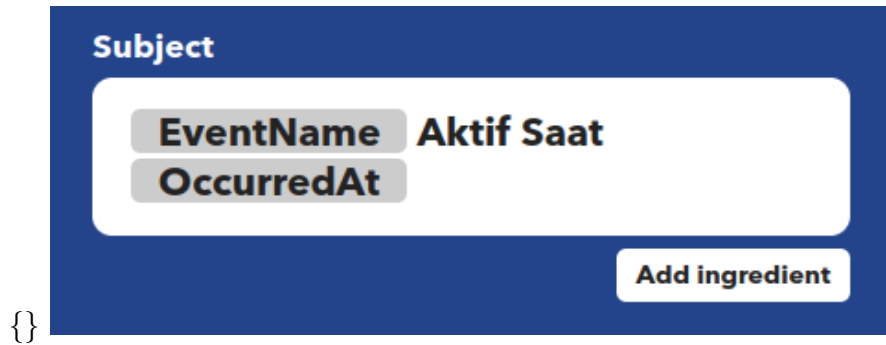 Subject
EventName Aktif Saat
OccurredAt
Add ingredient
{}